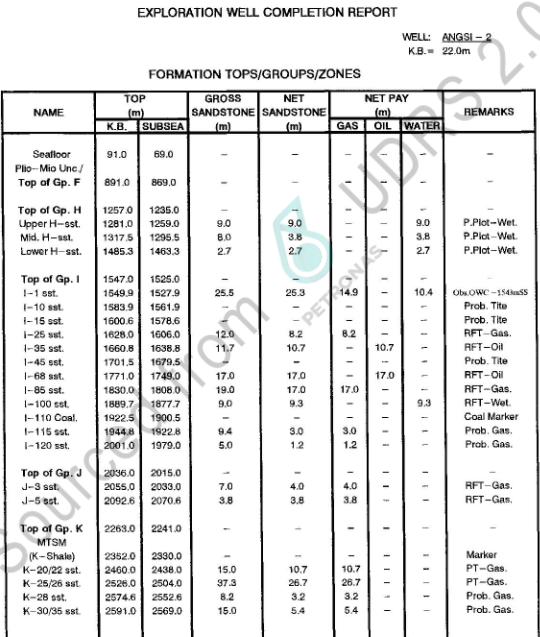 EXPLORATION WELL COMPLETION REPORT
WELL: ANGSI – 2
K.B. = 22.0m
FORMATION TOPS/GROUPS/ZONES
NAME TOP (m) GROSS SANDSTONE (m) NET SANDSTONE (m) NET PAY (m) REMARKS
K.B. SUBSEA GAS OIL WATER
Seafloor 91.0 69.0 – – – – – –
Plio–Mio Unc./
Top of Gp. F 891.0 869.0 – – – – – –
Top of Gp. H 1257.0 1235.0 – – – – –
Upper H–sst. 1281.0 1259.0 9.0 9.0 – – 9.0 P.Plot–Wet.
Mid. H–sst. 1317.5 1295.5 8.0 3.8 – – 3.8 P.Plot–Wet.
Lower H–sst. 1485.3 1463.3 2.7 2.7 – – 2.7 P.Plot–Wet.
Top of Gp. I 1547.0 1525.0 – – – – – –
I–1 sst. 1549.9 1527.9 25.5 25.3 14.9 – 10.4 Obs.OWC –1543mSS
I–10 sst. 1583.9 1561.9 – – – – – Prob. Tite
I–15 sst. 1600.6 1578.6 – – – – – Prob. Tite
I–25 sst. 1628.0 1606.0 12.0 8.2 8.2 – – RFT–Gas.
I–35 sst. 1660.8 1638.8 11.7 10.7 – 10.7 – RFT–Oil
I–45 sst. 1701.5 1679.5 – – – – – Prob. Tite
I–68 sst. 1771.0 1749.0 17.0 17.0 – 17.0 – RFT–Oil
I–85 sst. 1830.0 1808.0 19.0 17.0 17.0 – – RFT–Gas.
I–100 sst. 1889.7 1877.7 9.0 9.3 – – 9.3 RFT–Wet.
I–110 Coal. 1922.5 1900.5 – – – – – Coal Marker
I–115 sst. 1944.8 1922.8 9.4 3.0 3.0 – – Prob. Gas.
I–120 sst. 2001.0 1979.0 5.0 1.2 1.2 – – Prob. Gas.
Top of Gp. J 2036.0 2015.0 – – – – – –
J–3 sst. 2055.0 2033.0 7.0 4.0 4.0 – – RFT–Gas.
J–5 sst. 2092.6 2070.6 3.8 3.8 3.8 – – RFT–Gas.
Top of Gp. K 2263.0 2241.0 – – – – – –
MTSM
(K–Shale) 2352.0 2330.0 – – – – – Marker
K–20/22 sst. 2460.0 2438.0 15.0 10.7 10.7 – – PT–Gas.
K–25/26 sst. 2526.0 2504.0 37.3 26.7 26.7 – – PT–Gas.
K–28 sst. 2574.6 2552.6 8.2 3.2 3.2 – – Prob. Gas.
K–30/35 sst. 2591.0 2569.0 15.0 5.4 5.4 – – Prob. Gas.
Sourced from PETRONAS UDRS 2.0